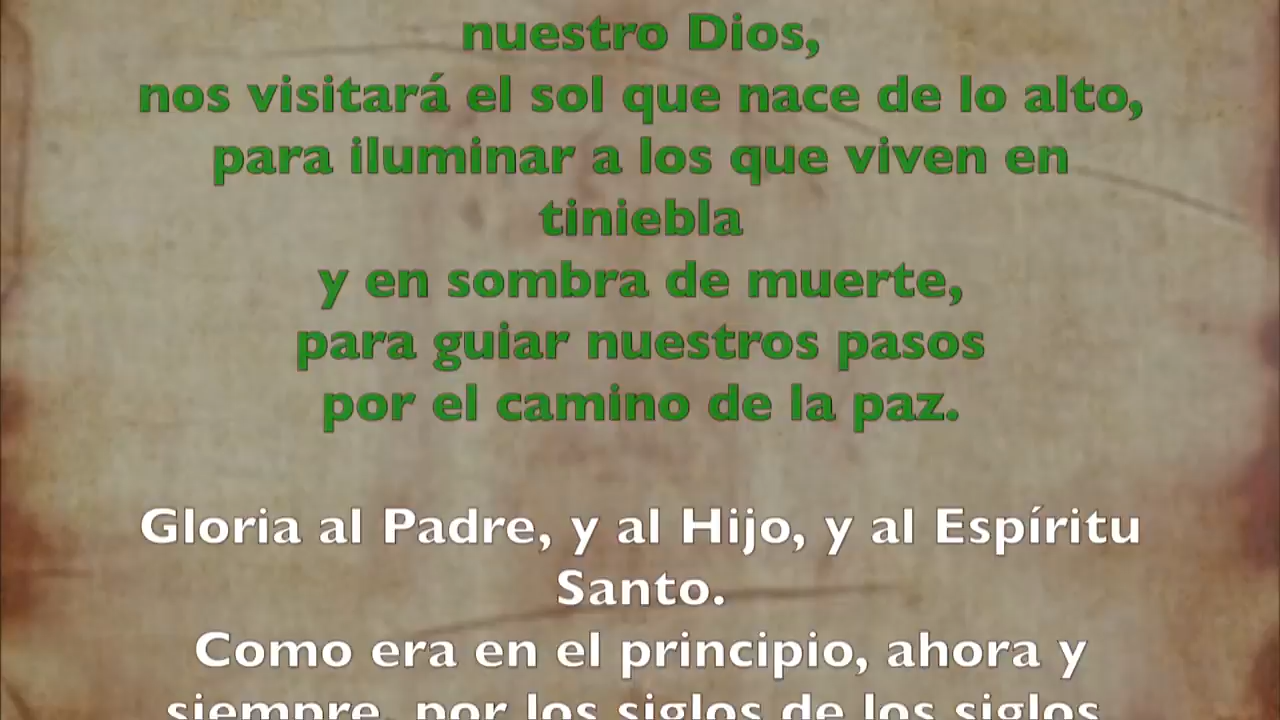 nuestro Dios,
nos visitará el sol que nace de lo alto,
para iluminar a los que viven en
tiniebla
y en sombra de muerte,
para guiar nuestros pasos
por el camino de la paz.
Gloria al Padre, y al Hijo, y al Espíritu
Santo.
Como era en el principio, ahora y
siempre, por los siglos de los siglos